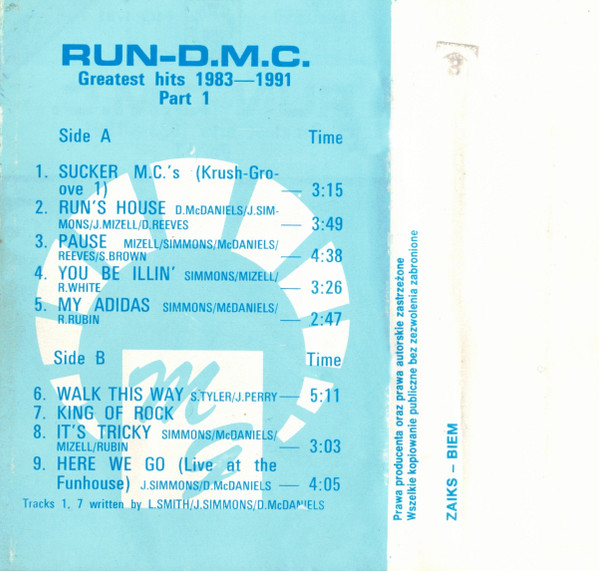 RUN-D.M.C.
Greatest hits 1983—1991
Part 1
Side A Time
1. SUCKER M.C.'s (Krush-Gro-
ove 1) — 3:15
2. RUN'S HOUSE D.McDANIELS/J.SIM-
MONS/J.MIZELL/D.REEVES — 3:49
3. PAUSE MIZELL/SIMMONS/McDANIELS/
REEVES/S.BROWN — 4:38
4. YOU BE ILLIN' SIMMONS/MIZELL/
R.WHITE — 3:26
5. MY ADIDAS SIMMONS/McDANIELS/
R.RUBIN — 2:47
Side B Time
6. WALK THIS WAY S.TYLER/J.PERRY — 5:11
7. KING OF ROCK
8. IT'S TRICKY SIMMONS/McDANIELS/
MIZELL/RUBIN — 3:03
9. HERE WE GO (Live at the
Funhouse) J.SIMMONS/D.McDANIELS — 4:05
Tracks 1, 7 written by L.SMITH/J.SIMMONS/D.McDANIELS
MS
Prawa producenta oraz prawa autorskie zastrzeżone
Wszelkie kopiowanie publiczne bez zezwolenia zabronione
ZAIKS – BIEM